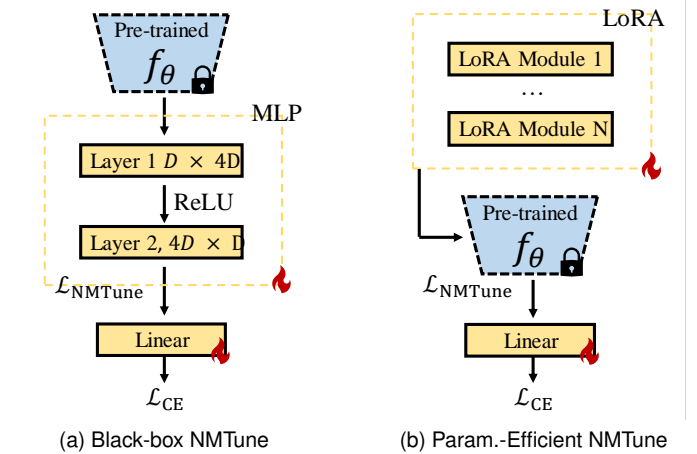 Pre-trained
f_θ
MLP
Layer 1 D × 4D
ReLU
Layer 2, 4D × D
ℒ_NMTune
Linear
ℒ_CE
(a) Black-box NMTune
LoRA
LoRA Module 1
…
LoRA Module N
Pre-trained
f_θ
ℒ_NMTune
Linear
ℒ_CE
(b) Param.-Efficient NMTune